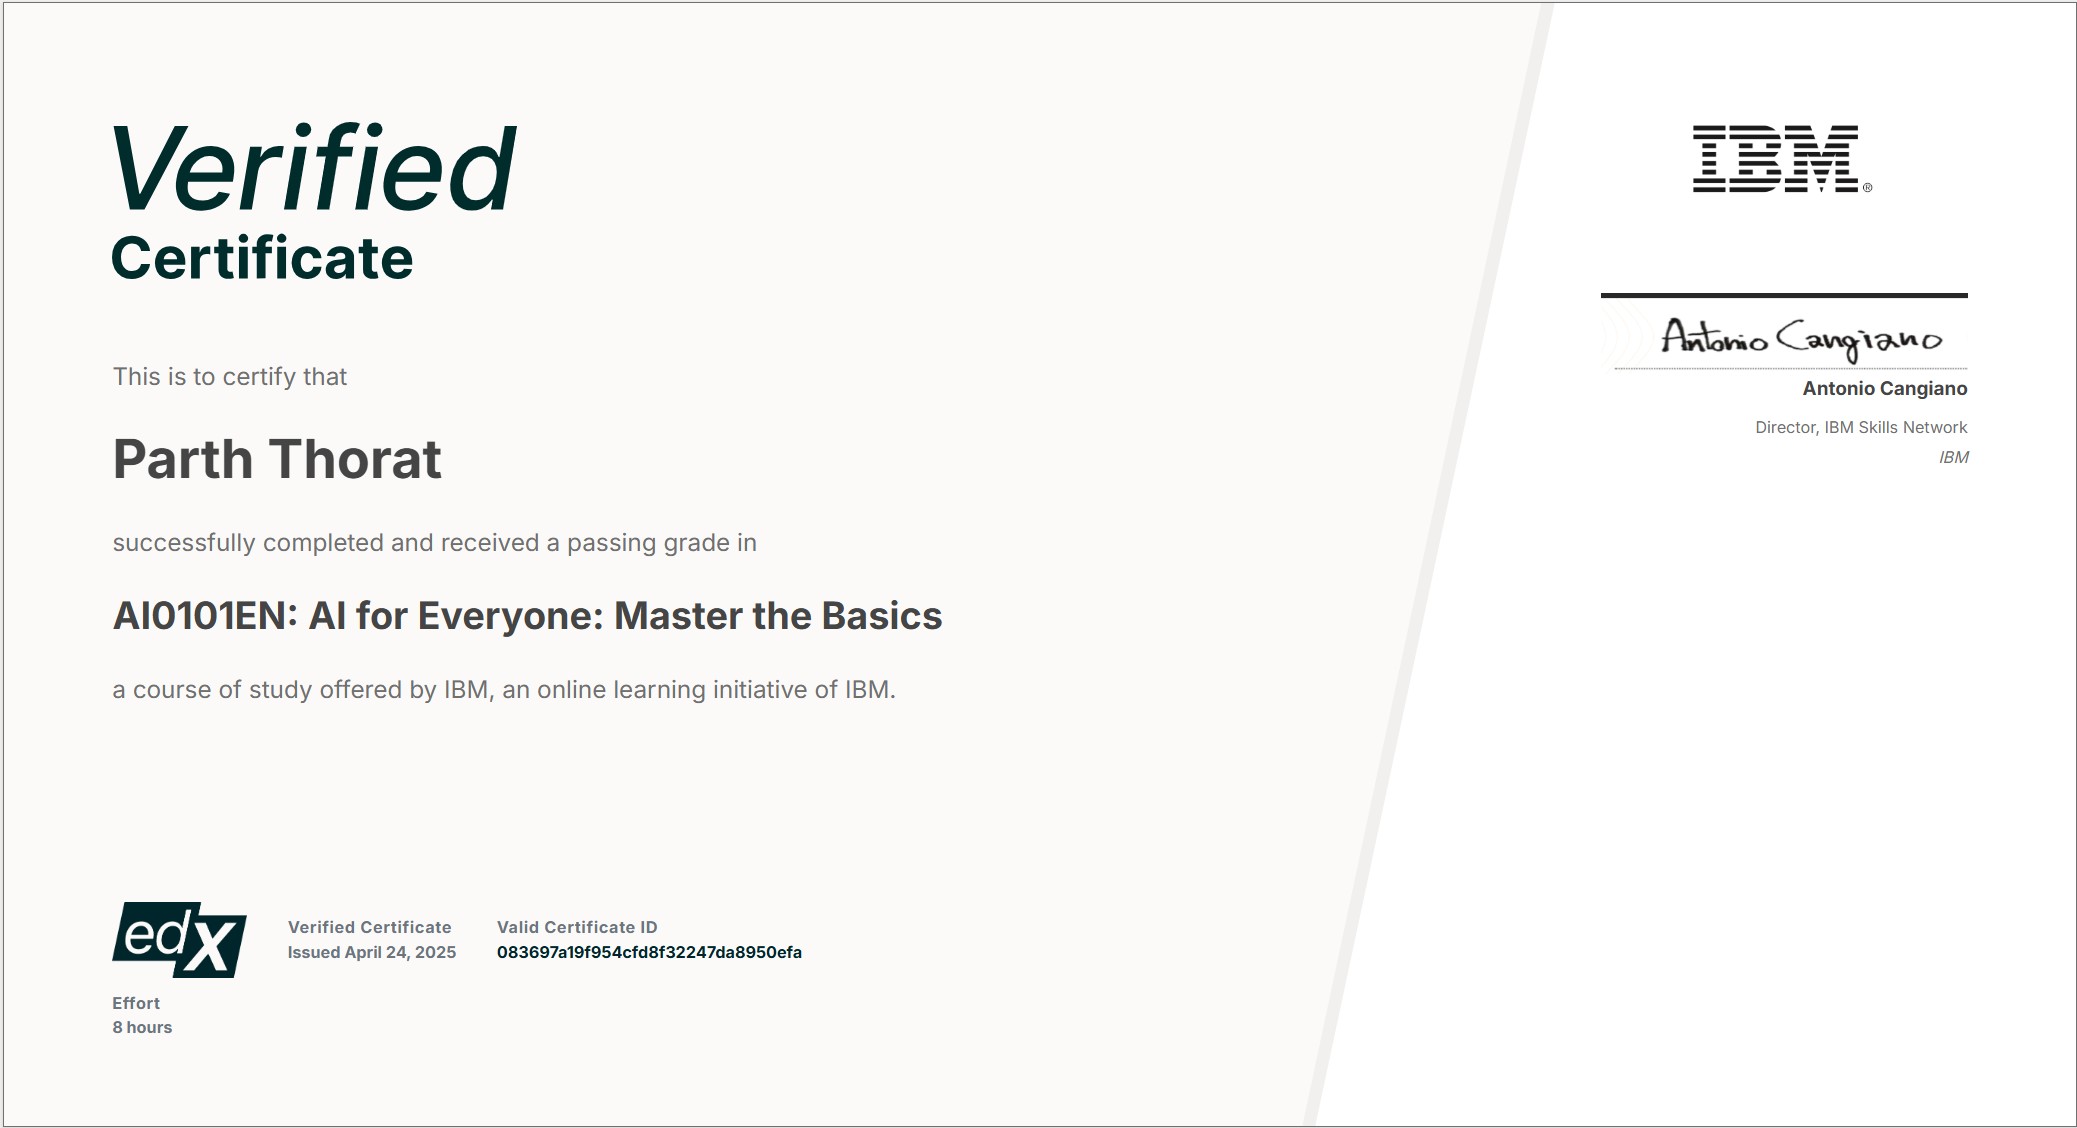 Verified
Certificate
This is to certify that
Parth Thorat
successfully completed and received a passing grade in
AI0101EN: AI for Everyone: Master the Basics
a course of study offered by IBM, an online learning initiative of IBM.
edX
Verified Certificate
Issued April 24, 2025
Valid Certificate ID
083697a19f954cfd8f32247da8950efa
Effort
8 hours
IBM®
Antonio Cangiano
Antonio Cangiano
Director, IBM Skills Network
IBM